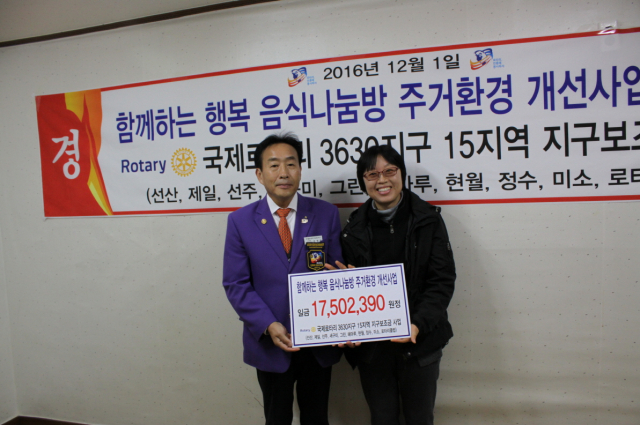 2016년 12월 1일
경
함께하는 행복 음식나눔방 주거환경 개선사업
Rotary 국제로 리 3630지구 15지역 지구보조
(선산, 제일, 선주, 미, 그린, 마루, 현월, 정수, 미소, 로타
함께하는 행복 음식나눔방 주거환경 개선사업
일금 17,502,390 원정
Rotary 국제로타리 3630지구 15지역 지구보조금 사업